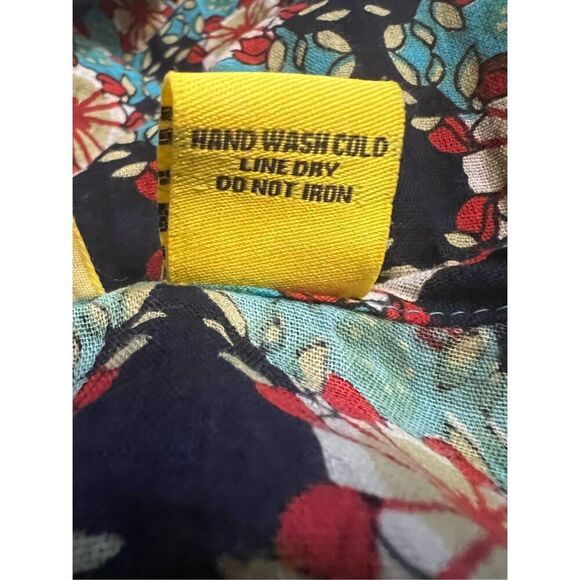 HAND WASH COLD
LINE DRY
DO NOT IRON